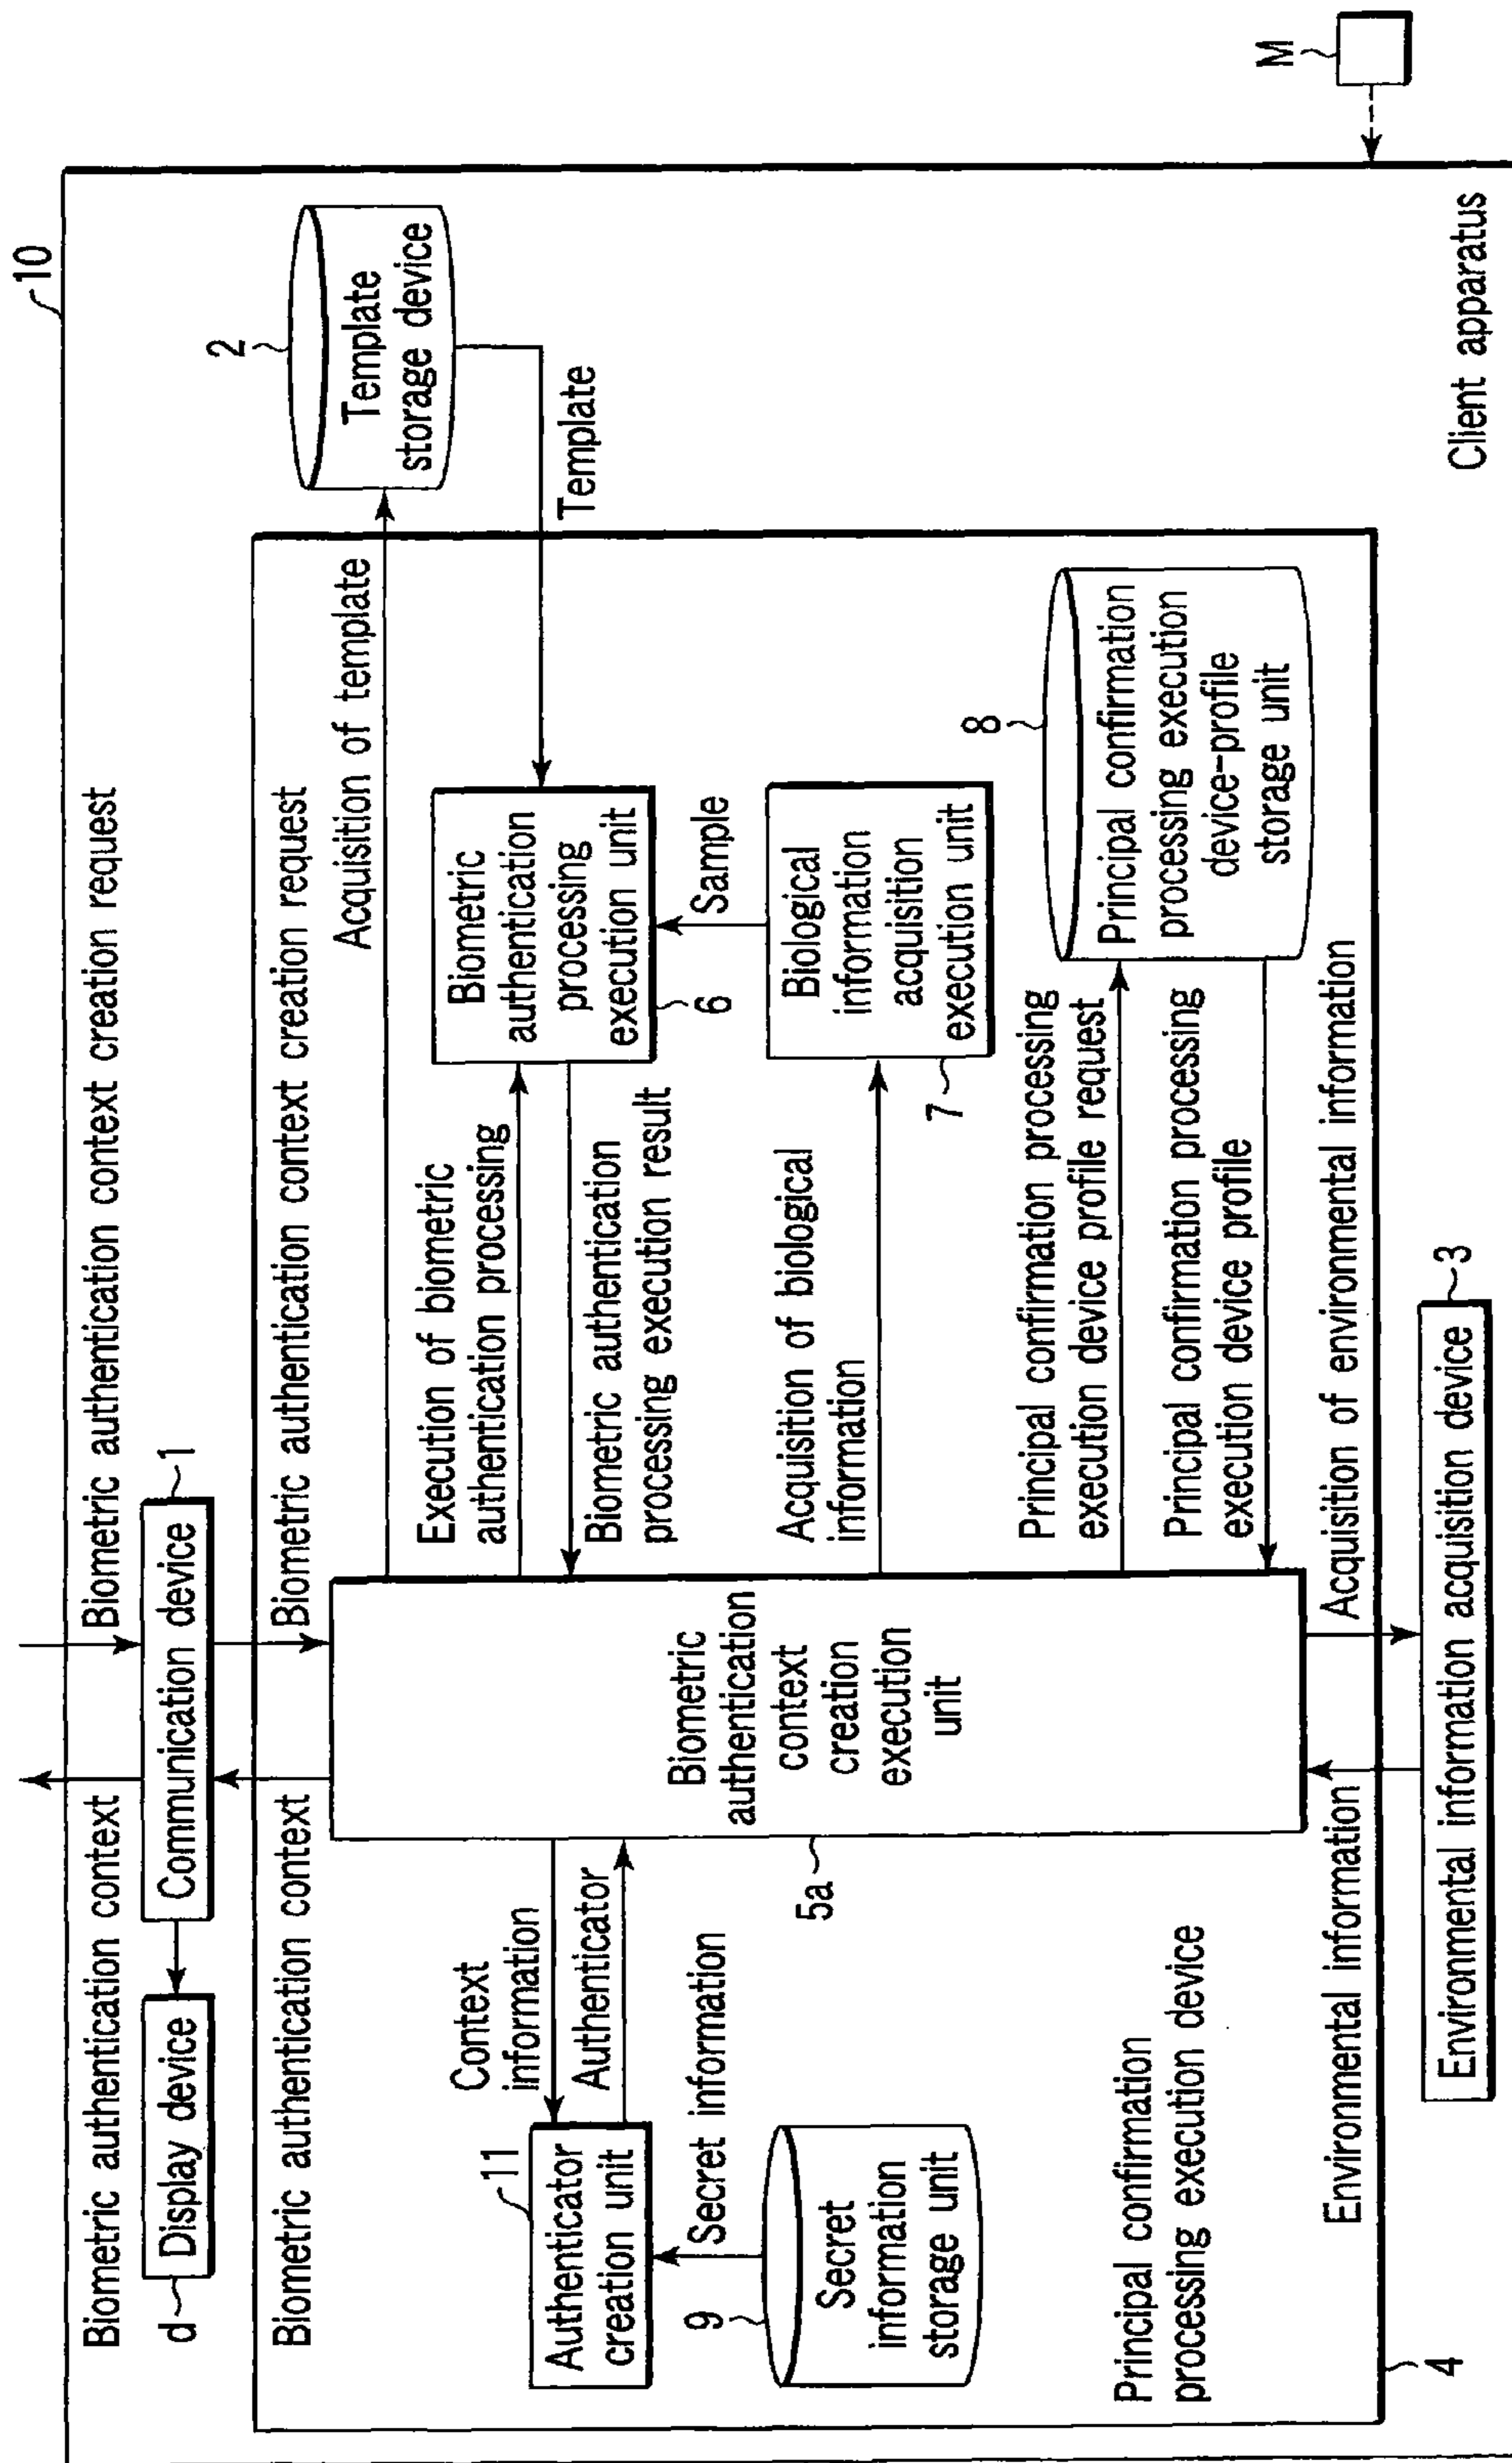 10
Biometric authentication context
Biometric authentication context creation request
d
Display device
1
Communication device
Biometric authentication context
Biometric authentication context creation request
2
Template
storage device
Acquisition of template
Template
Context
information
Authenticator
11
Authenticator
creation unit
Secret information
9
Secret
information
storage unit
Biometric
authentication
context
creation
execution
unit
5a
Execution of biometric
authentication processing
Biometric authentication
processing execution result
Biometric
authentication
processing
execution unit
6
Sample
Acquisition of biological
information
Biological
information
acquisition
execution unit
7
Principal confirmation processing
execution device profile request
Principal confirmation processing
execution device profile
8
Principal confirmation
processing execution
device-profile
storage unit
Principal confirmation
processing execution device
4
Environmental information
Acquisition of environmental information
Environmental information acquisition device
3
Client apparatus
M